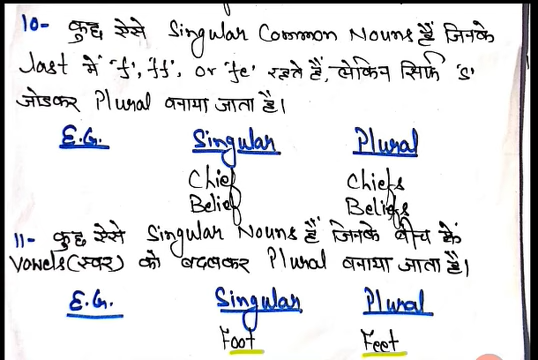 10- कुछ ऐसे Singular Common Nouns हैं जिनके
last में 'f', 'ff', or 'fe' रहते हैं, लेकिन सिर्फ 's'
जोडकर Plural बनाया जाता है।
E.G. Singular Plural
Chief Chiefs
Belief Beliefs
11- कुछ ऐसे Singular Nouns हैं जिनके बीच के
Vowels(स्वर) को बदलकर Plural बनाया जाता है।
E.G. Singular Plural
Foot Feet